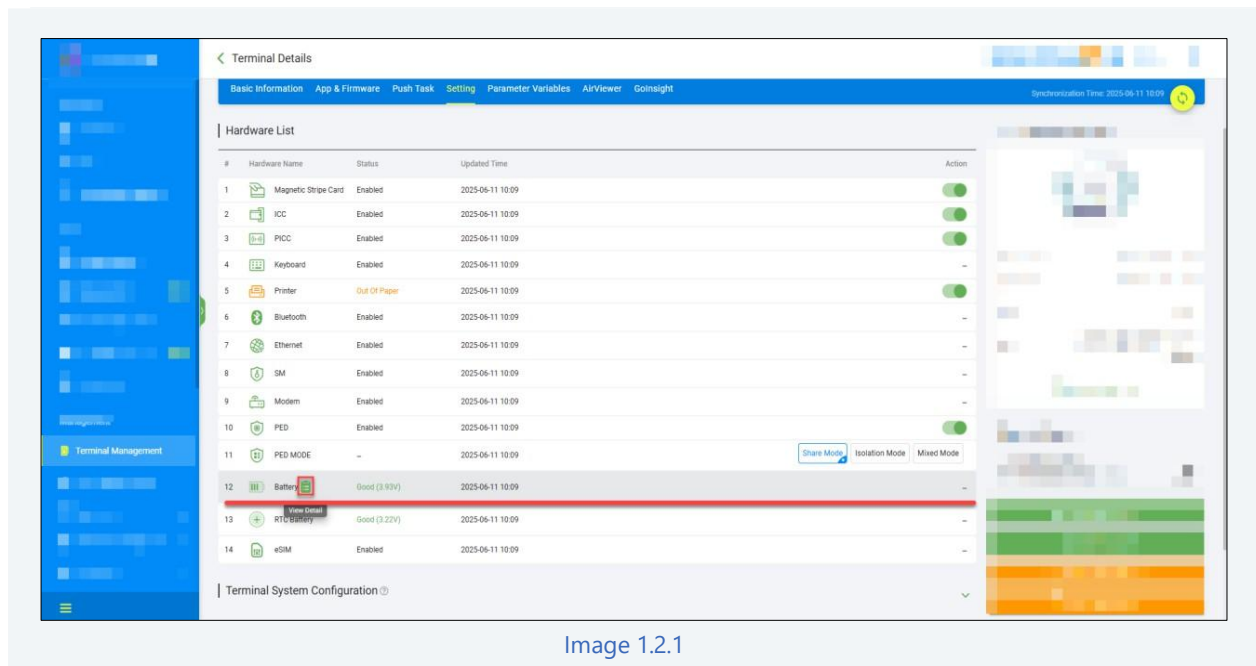 Terminal Details
Basic Information App & Firmware Push Task Setting Parameter Variables AirViewer GoInsight
Synchronization Time: 2025-06-11 10:09
Hardware List
# Hardware Name Status Updated Time Action
1 Magnetic Stripe Card Enabled 2025-06-11 10:09
2 ICC Enabled 2025-06-11 10:09
3 PICC Enabled 2025-06-11 10:09
4 Keyboard Enabled 2025-06-11 10:09 –
5 Printer Out Of Paper 2025-06-11 10:09
6 Bluetooth Enabled 2025-06-11 10:09 –
7 Ethernet Enabled 2025-06-11 10:09 –
8 SM Enabled 2025-06-11 10:09 –
9 Modem Enabled 2025-06-11 10:09 –
10 PED Enabled 2025-06-11 10:09
Terminal Management
11 PED MODE – 2025-06-11 10:09 Share Mode Isolation Mode Mixed Mode
12 Battery Good (3.93V) 2025-06-11 10:09 –
View Detail
13 RTC Battery Good (3.22V) 2025-06-11 10:09 –
14 eSIM Enabled 2025-06-11 10:09 –
Terminal System Configuration
Image 1.2.1